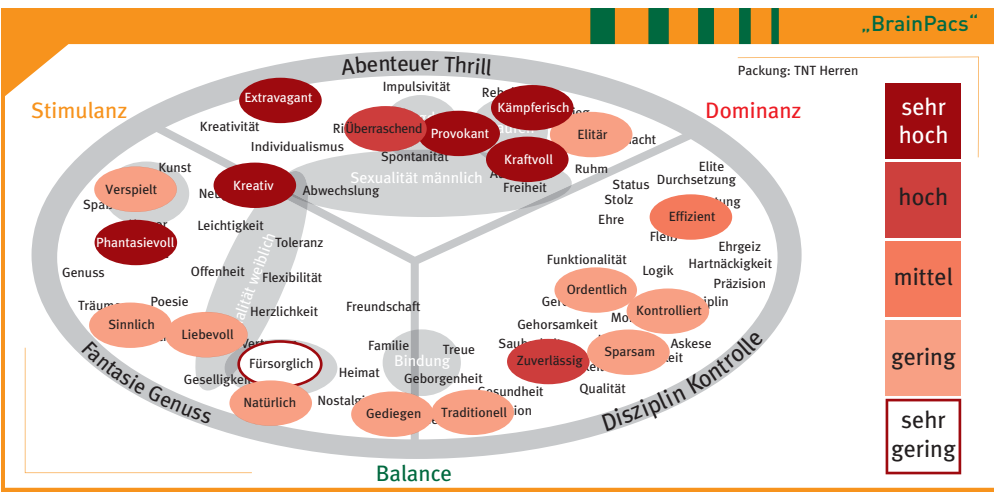 „BrainPacs“
Packung: TNT Herren
Stimulanz
Abenteuer Thrill
Dominanz
Impulsivität
Extravagant
Kämpferisch
Kreativität
Überraschend
Provokant
Elitär
Individualismus
Spontanität
Kraftvoll
Ruhm
Freiheit
Sexualität männlich
Kunst
Verspielt
Kreativ
Abwechslung
Elite
Durchsetzung
Status
Stolz
Ehre
Effizient
Leichtigkeit
Phantasievoll
Toleranz
Fleiß
Ehrgeiz
Hartnäckigkeit
Präzision
Genuss
Offenheit
Flexibilität
Funktionalität
Logik
Ordentlich
Kontrolliert
Poesie
Herzlichkeit
Freundschaft
Gehorsamkeit
Sinnlich
Liebevoll
Familie
Treue
Bindung
Zuverlässig
Sparsam
Askese
Fürsorglich
Heimat
Geborgenheit
Qualität
Natürlich
Gediegen
Traditionell
Fantasie Genuss
Disziplin Kontrolle
Balance
sehr
hoch
hoch
mittel
gering
sehr
gering